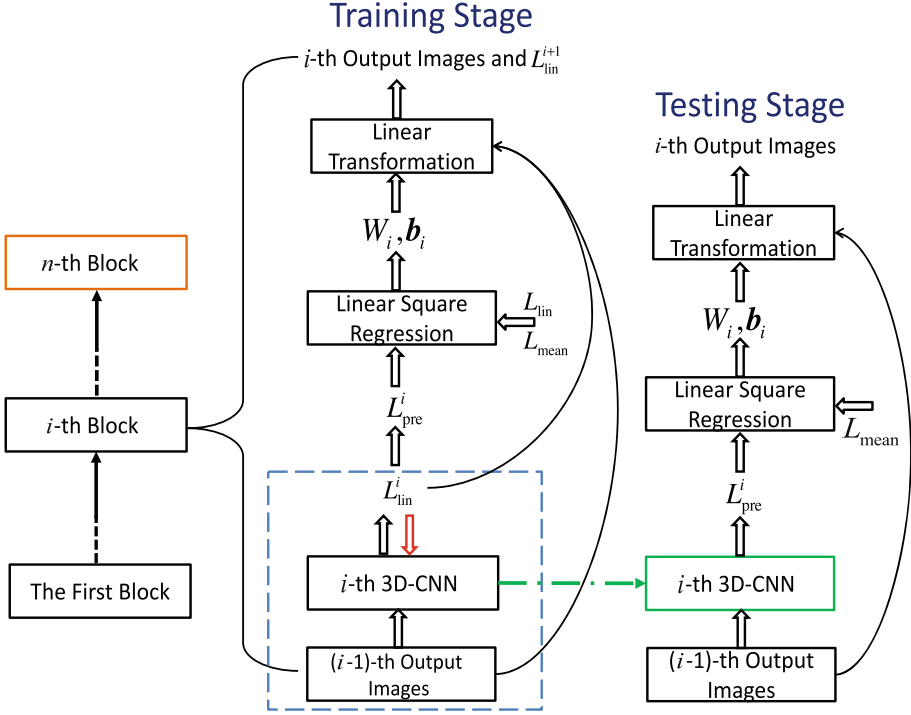 Training Stage
i-th Output Images and L_lin^{i+1}
Linear
Transformation
W_i, b_i
Linear Square
Regression
L_lin
L_mean
L_pre^i
L_lin^i
i-th 3D-CNN
(i-1)-th Output
Images
n-th Block
i-th Block
The First Block
Testing Stage
i-th Output Images
Linear
Transformation
W_i, b_i
Linear Square
Regression
L_mean
L_pre^i
i-th 3D-CNN
(i-1)-th Output
Images